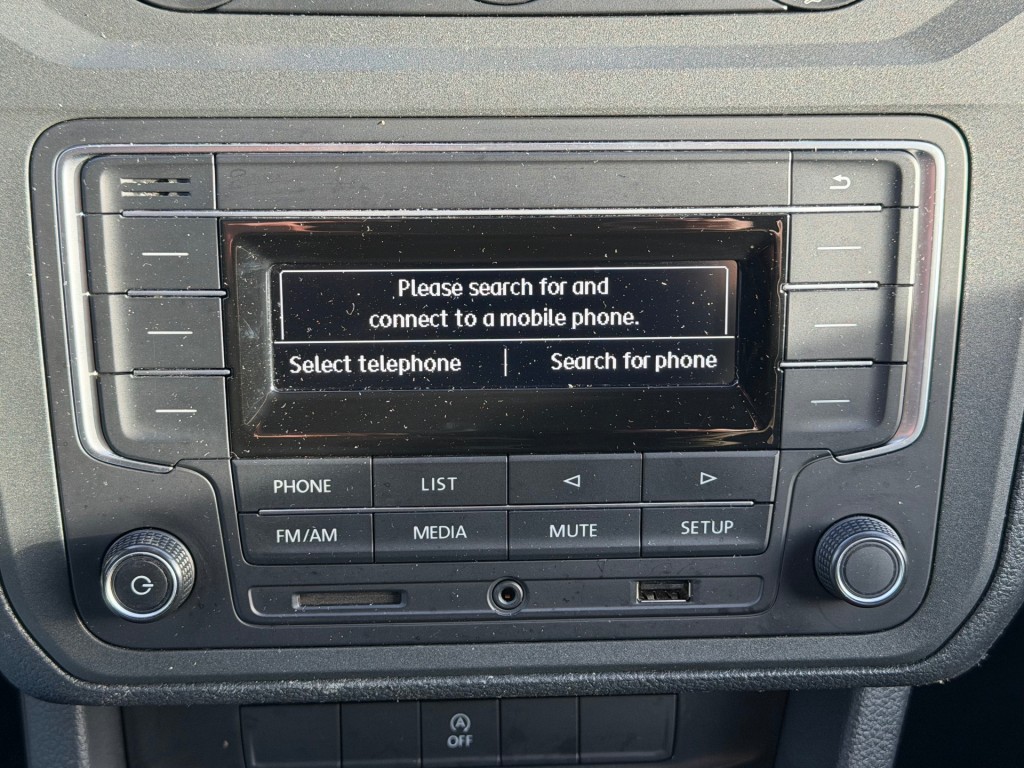 Please search for and
connect to a mobile phone.
Select telephone | Search for phone
PHONE LIST
FM/AM MEDIA MUTE SETUP
A
OFF